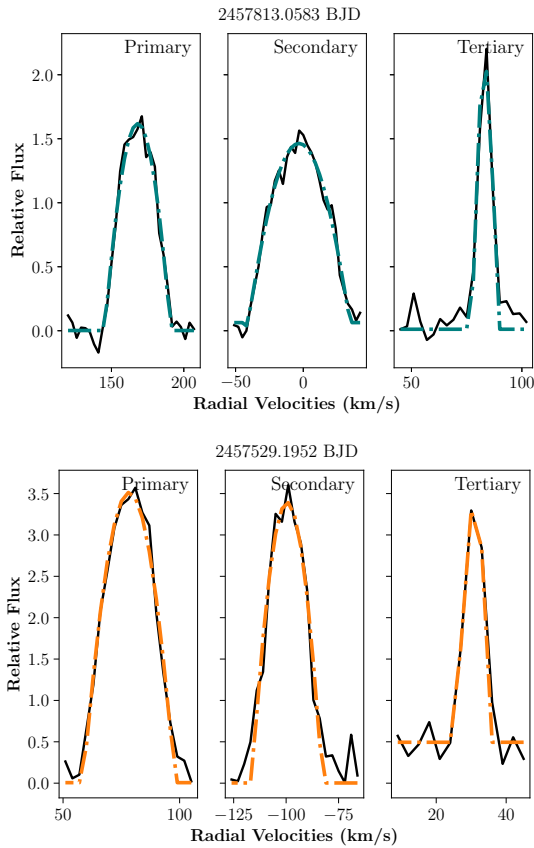 2457813.0583 BJD
Primary Secondary Tertiary
2.0
1.5
1.0
0.5
0.0
Relative Flux
150 200 −50 0 50 60 80 100
Radial Velocities (km/s)
2457529.1952 BJD
Primary Secondary Tertiary
3.5
3.0
2.5
2.0
1.5
1.0
0.5
0.0
Relative Flux
50 100 −125 −100 −75 20 40
Radial Velocities (km/s)